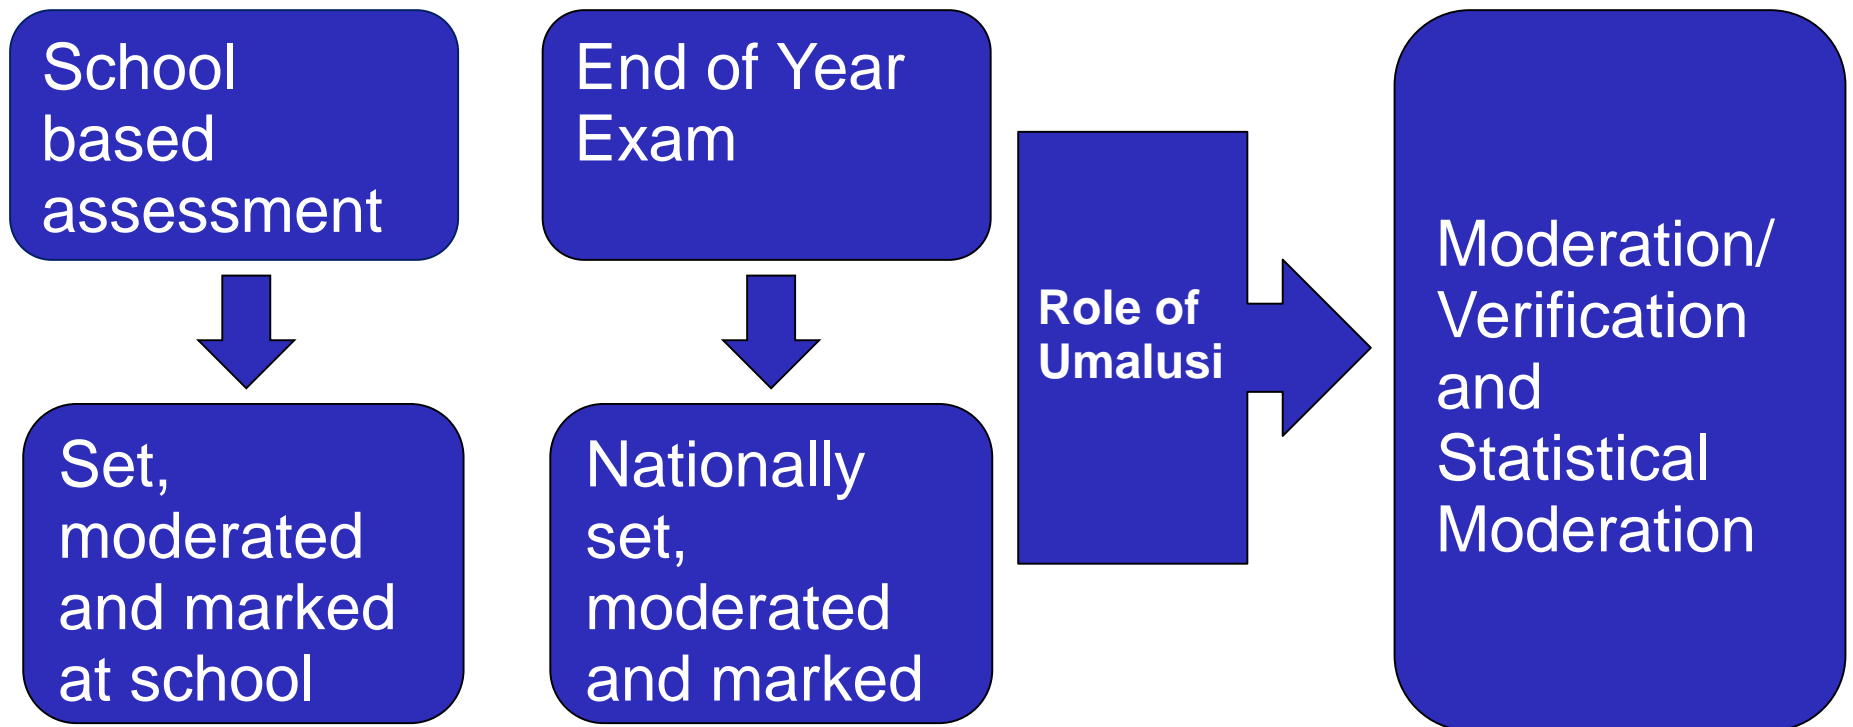 School
based
assessment
End of Year
Exam
Set,
moderated
and marked
at school
Nationally
set,
moderated
and marked
Role of
Umalusi
Moderation/
Verification
and
Statistical
Moderation